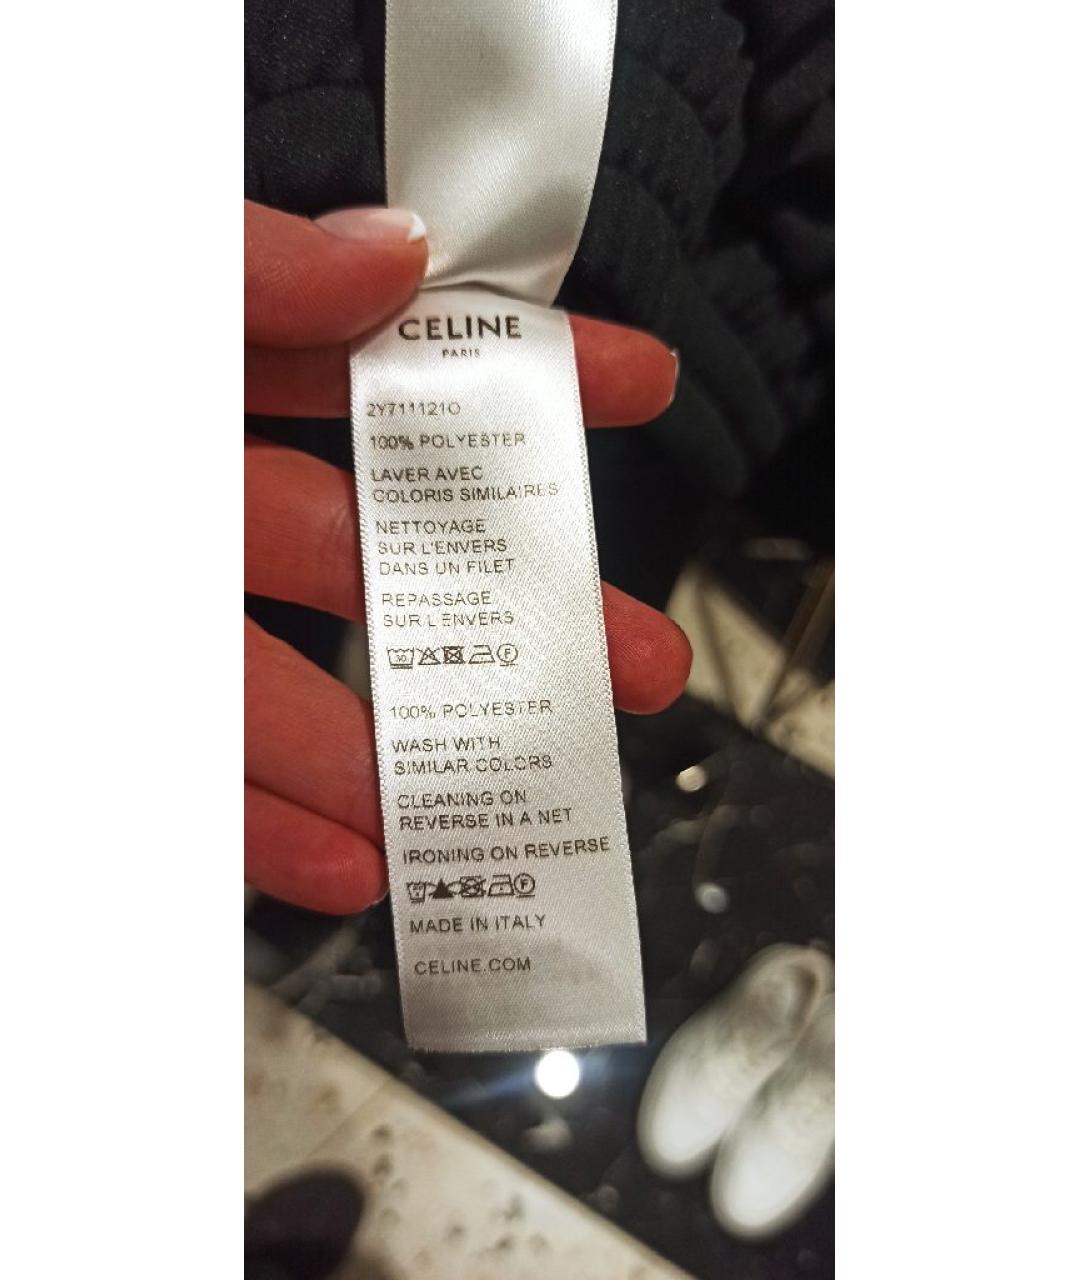 CELINE
PARIS
2Y711121O
100% POLYESTER
LAVER AVEC
COLORIS SIMILAIRES
NETTOYAGE
SUR L'ENVERS
DANS UN FILET
REPASSAGE
SUR L'ENVERS
30 F
100% POLYESTER
WASH WITH
SIMILAR COLORS
CLEANING ON
REVERSE IN A NET
IRONING ON REVERSE
F
MADE IN ITALY
CELINE.COM